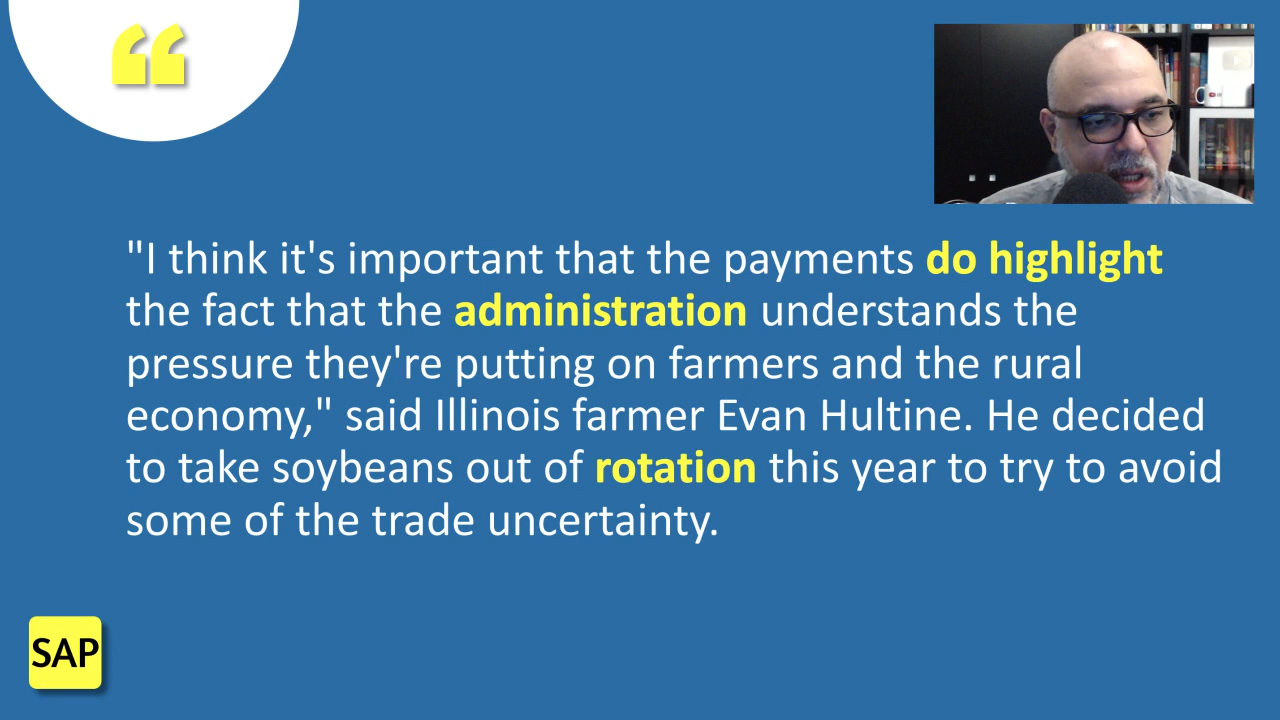 "I think it's important that the payments do highlight
the fact that the administration understands the
pressure they're putting on farmers and the rural
economy," said Illinois farmer Evan Hultine. He decided
to take soybeans out of rotation this year to try to avoid
some of the trade uncertainty.
SAP